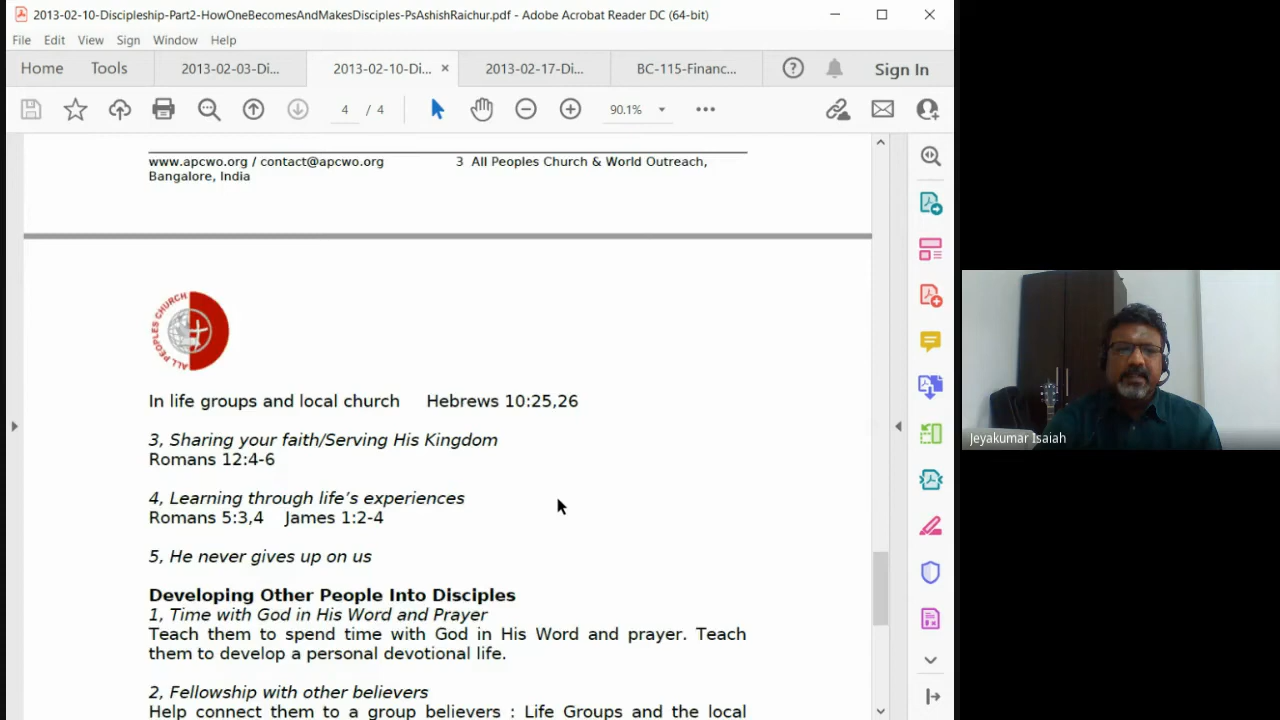 2013-02-10-Discipleship-Part2-HowOneBecomesAndMakesDisciples-PsAshishRaichur.pdf - Adobe Acrobat Reader DC (64-bit)
File Edit View Sign Window Help
Home Tools 2013-02-03-Di... 2013-02-10-Di... × 2013-02-17-Di... BC-115-Financ... Sign In
4 / 4 90.1%
www.apcwo.org / contact@apcwo.org 3 All Peoples Church & World Outreach,
Bangalore, India
ALL PEOPLES CHURCH
In life groups and local church Hebrews 10:25,26
3, Sharing your faith/Serving His Kingdom
Romans 12:4-6
4, Learning through life's experiences
Romans 5:3,4 James 1:2-4
5, He never gives up on us
Developing Other People Into Disciples
1, Time with God in His Word and Prayer
Teach them to spend time with God in His Word and prayer. Teach
them to develop a personal devotional life.
2, Fellowship with other believers
Help connect them to a group believers : Life Groups and the local
Jeyakumar Isaiah